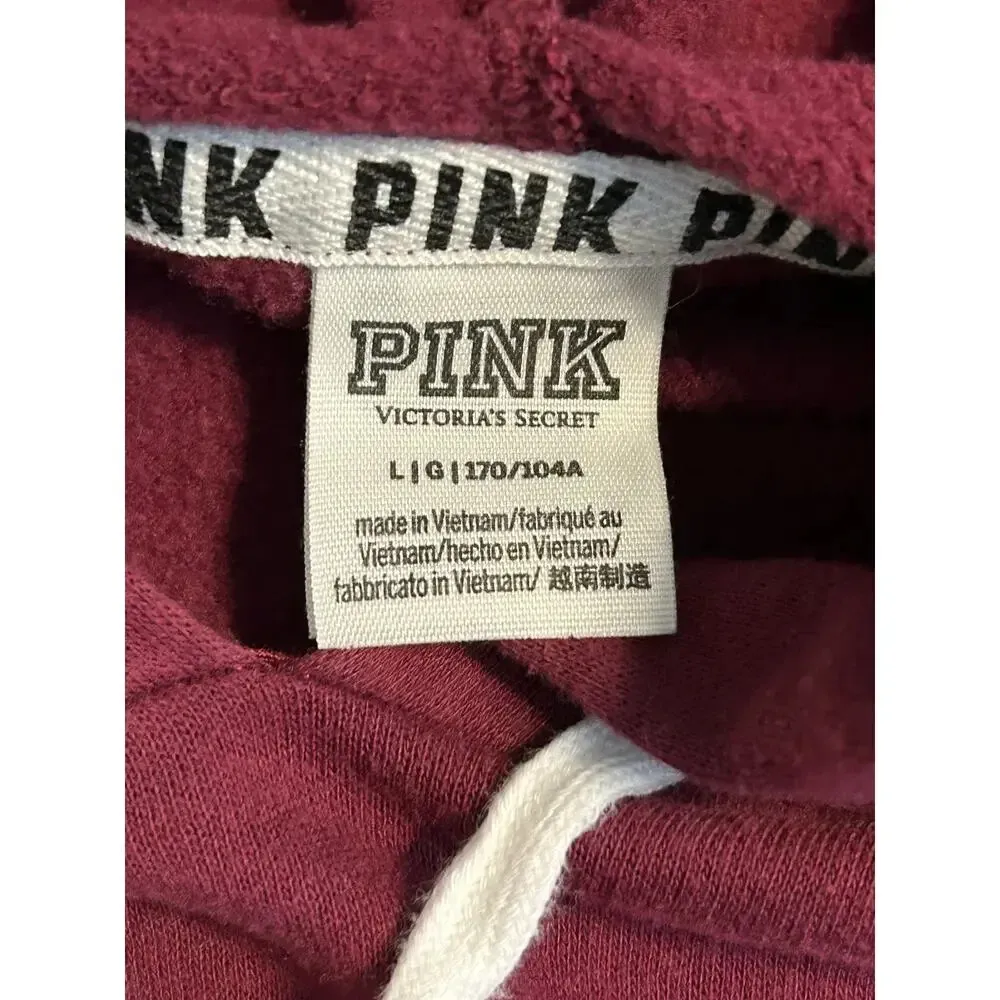 NK PINK PIN
PINK
VICTORIA'S SECRET
L | G | 170/104A
made in Vietnam/fabriqué au
Vietnam/hecho en Vietnam/
fabbricato in Vietnam/ 越南制造